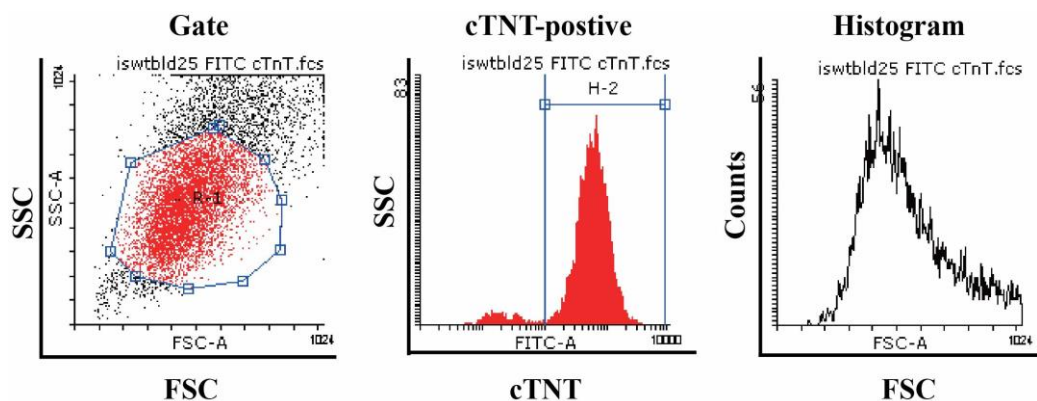 Gate
iswtbld25 FITC cTnT.fcs
1024
SSC
SSC-A
R-1
FSC-A
1024
FSC
cTNT-postive
iswtbld25 FITC cTnT.fcs
83
H-2
SSC
FITC-A
10000
cTNT
Histogram
iswtbld25 FITC cTnT.fcs
56
Counts
FSC-A
1024
FSC